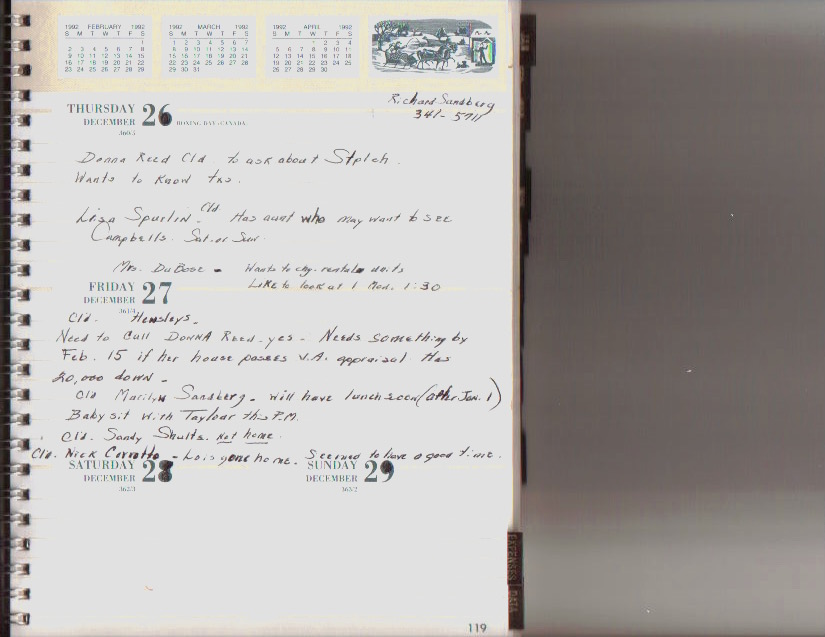 1992 FEBRUARY 1992
S M T W T F S
1
2 3 4 5 6 7 8
9 10 11 12 13 14 15
16 17 18 19 20 21 22
23 24 25 26 27 28 29
1992 MARCH 1992
S M T W T F S
1 2 3 4 5 6 7
8 9 10 11 12 13 14
15 16 17 18 19 20 21
22 23 24 25 26 27 28
29 30 31
1992 APRIL 1992
S M T W T F S
1 2 3 4
5 6 7 8 9 10 11
12 13 14 15 16 17 18
19 20 21 22 23 24 25
26 27 28 29 30
Richard Sandberg
341-5711
THURSDAY
DECEMBER 26 BOXING DAY-CANADA
360/5
Donna Reed Cld to ask about
Wants to know
Lisa Spurlin Cld. Has aunt who may want to see
Campbells. Sat. or Sun.
Mrs. DuBose - Wants to rental units
Like to look at 1 Mon. 1:30
FRIDAY
DECEMBER 27
361/4
Cld. Hensleys.
Need to Call Donna Reed. yes - Needs something by
Feb. 15 if her house passes V.A. appraisal Has
20,000 down -
Cld Marilyn Sandberg - will have lunch soon (after Jan. 1)
Baby sit with Taylour this P.M.
Cld. Sandy Shults. Not home.
Cld. Nick - Lois gone home. Seemed to have a good time.
SATURDAY
DECEMBER 28
362/3
SUNDAY
DECEMBER 29
363/2
EXPENSES
DATA
119